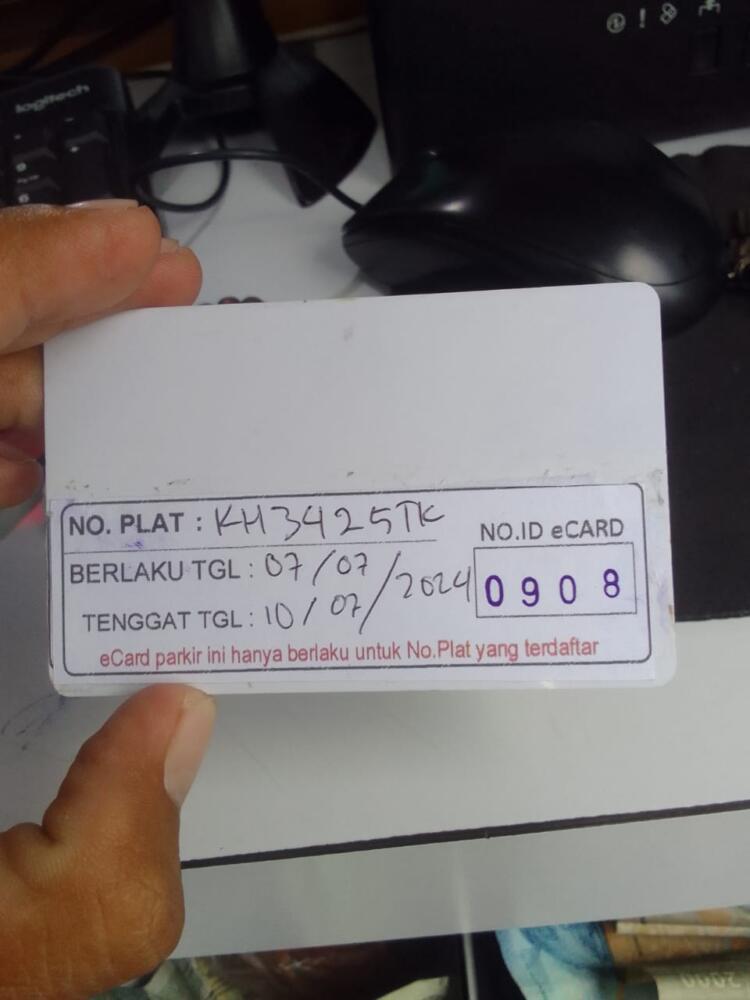 logitech
NO. PLAT : KH3425TK
NO.ID eCARD
BERLAKU TGL : 07/07/2024
0908
TENGGAT TGL : 10/07
eCard parkir ini hanya berlaku untuk No.Plat yang terdaftar